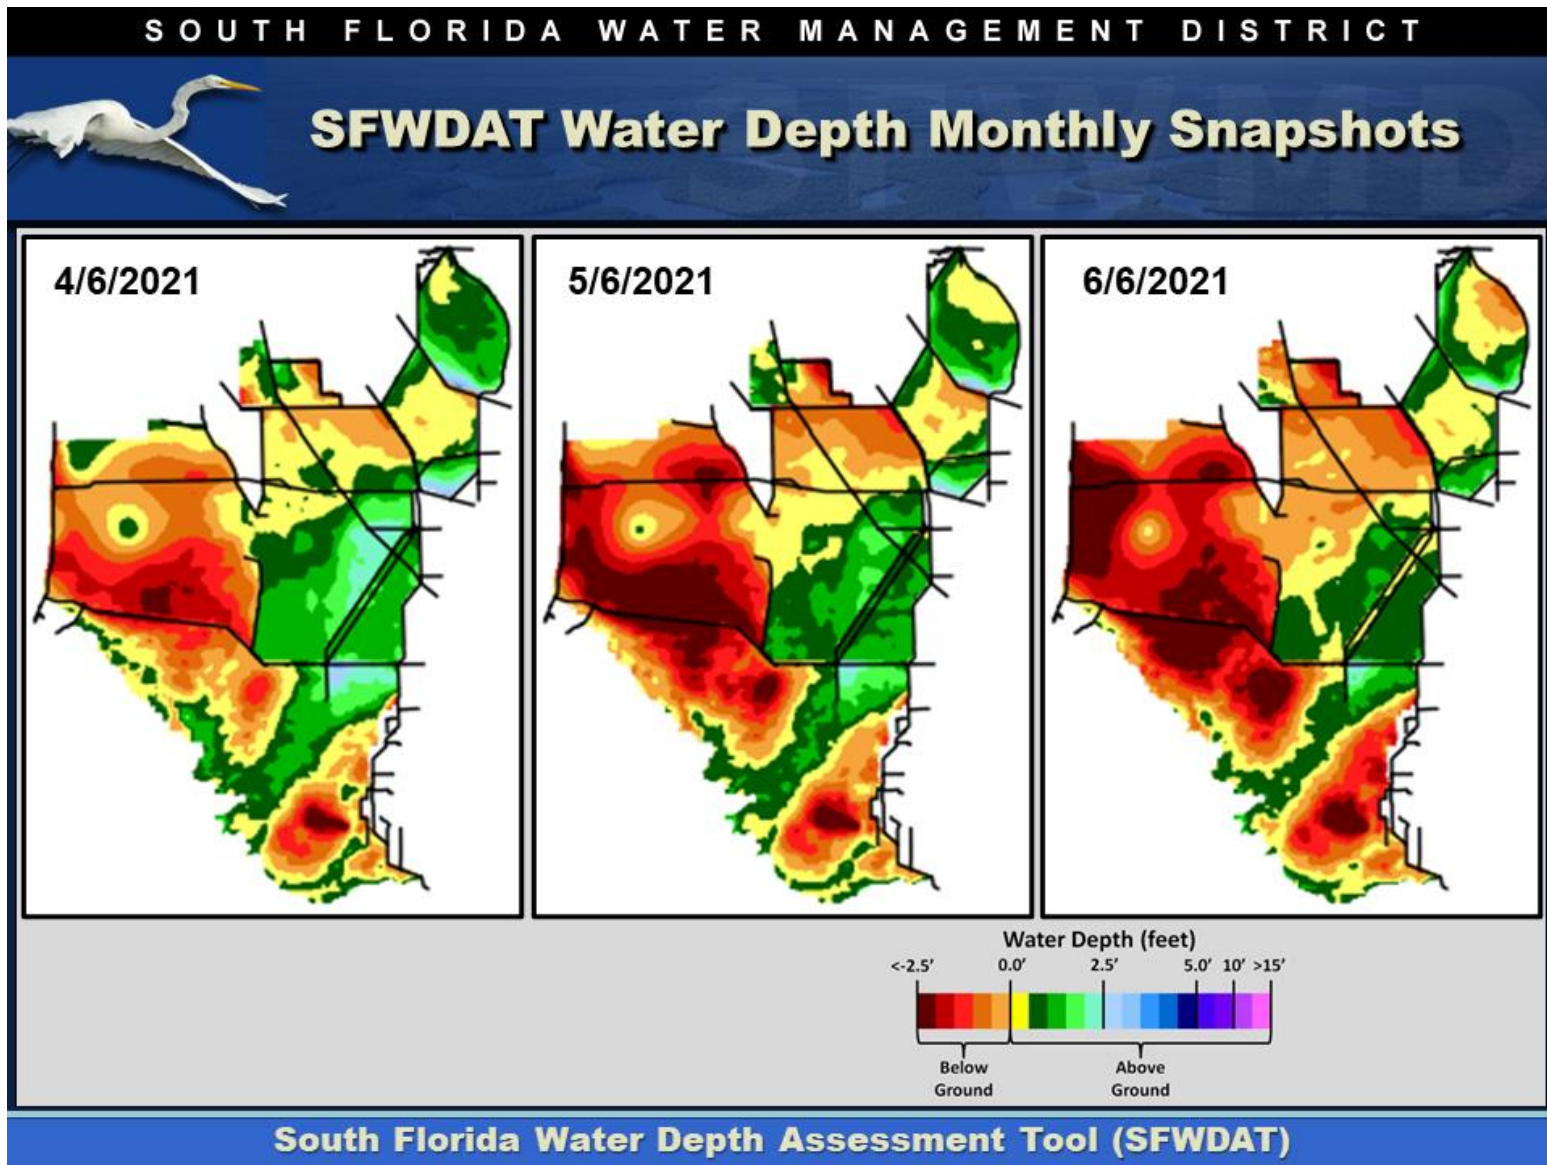 SOUTH FLORIDA WATER MANAGEMENT DISTRICT
SFWDAT Water Depth Monthly Snapshots
SFWMD
4/6/2021
5/6/2021
6/6/2021
Water Depth (feet)
<-2.5' 0.0' 2.5' 5.0' 10' >15'
Below Ground
Above Ground
South Florida Water Depth Assessment Tool (SFWDAT)